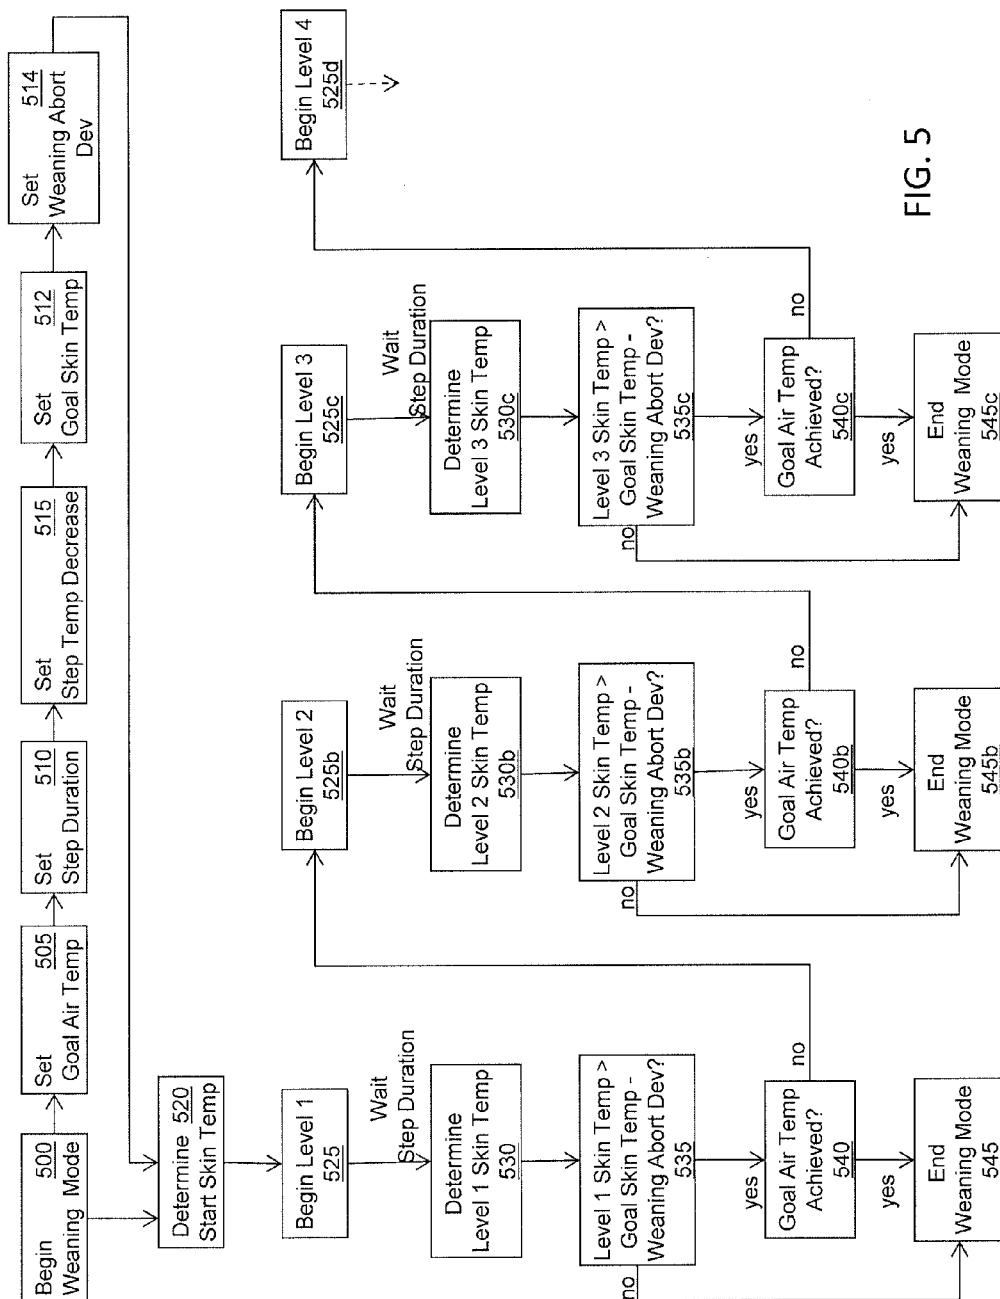 Begin 500
Weaning Mode
Set 505
Goal Air Temp
Set 510
Step Duration
Set 515
Step Temp Decrease
Set 512
Goal Skin Temp
Set 514
Weaning Abort
Dev
Determine 520
Start Skin Temp
Begin Level 1
525
Wait
Step Duration
Determine
Level 1 Skin Temp
530
Level 1 Skin Temp >
Goal Skin Temp -
Weaning Abort Dev?
535
no
yes
Goal Air Temp
Achieved?
540
no
yes
End
Weaning Mode
545
Begin Level 2
525b
Wait
Step Duration
Determine
Level 2 Skin Temp
530b
Level 2 Skin Temp >
Goal Skin Temp -
Weaning Abort Dev?
535b
no
yes
Goal Air Temp
Achieved?
540b
no
yes
End
Weaning Mode
545b
Begin Level 3
525c
Wait
Step Duration
Determine
Level 3 Skin Temp
530c
Level 3 Skin Temp >
Goal Skin Temp -
Weaning Abort Dev?
535c
no
yes
Goal Air Temp
Achieved?
540c
no
yes
End
Weaning Mode
545c
Begin Level 4
525d
FIG. 5